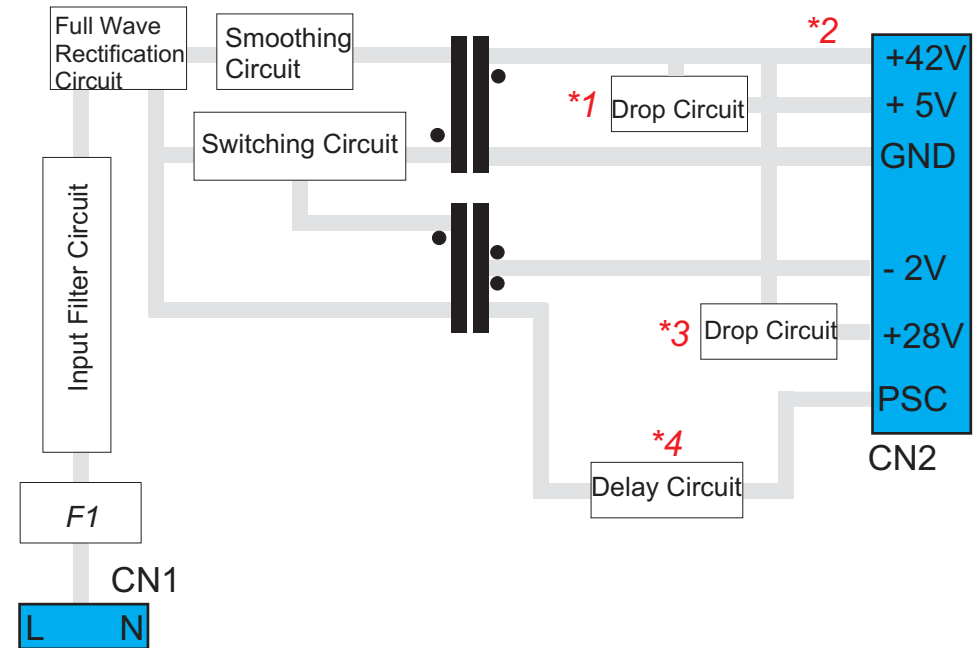 Full Wave
Rectification
Circuit
Smoothing
Circuit
*2
+42V
*1
Drop Circuit
+ 5V
Switching Circuit
GND
Input Filter Circuit
- 2V
*3
Drop Circuit
+28V
PSC
*4
CN2
Delay Circuit
F1
CN1
L N